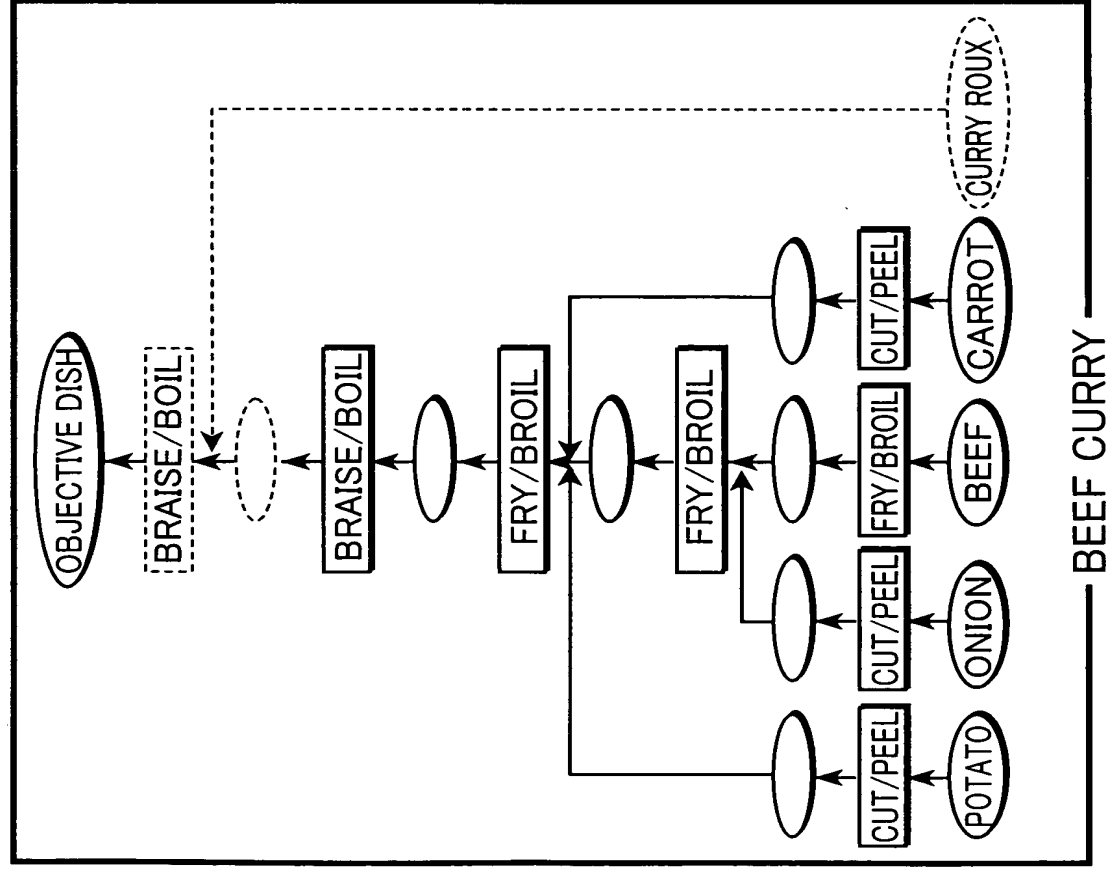 OBJECTIVE DISH
BRAISE/BOIL
BRAISE/BOIL
FRY/BROIL
FRY/BROIL
CUT/PEEL
CUT/PEEL
FRY/BROIL
CUT/PEEL
POTATO
ONION
BEEF
CARROT
CURRY ROUX
BEEF CURRY